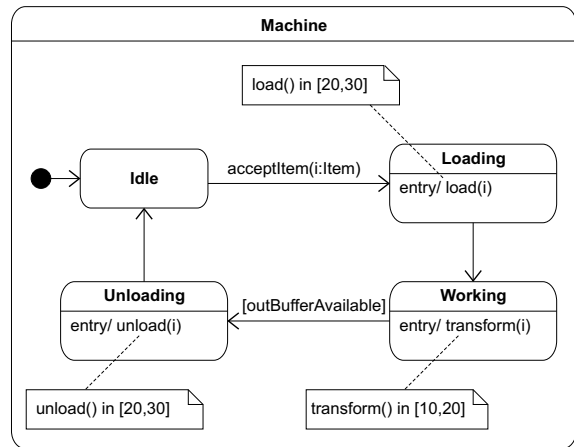 Machine
load() in [20,30]
Idle
acceptItem(i:Item)
Loading
entry/ load(i)
Unloading
entry/ unload(i)
[outBufferAvailable]
Working
entry/ transform(i)
unload() in [20,30]
transform() in [10,20]